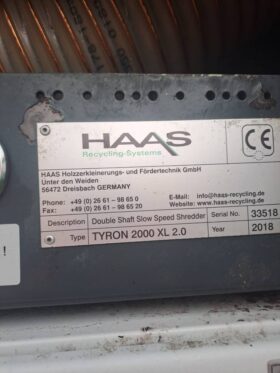 HAAS
Recycling-Systems
CE
HAAS Holzzerkleinerungs- und Fördertechnik GmbH
Unter den Weiden
56472 Dreisbach GERMANY
Phone: +49 (0) 26 61 - 98 65 0
Fax: +49 (0) 26 61 - 98 65 20
E-Mail: info@haas-recycling.de
Website: www.haas-recycling.de
Description Double Shaft Slow Speed Shredder Serial No. 33518
Type TYRON 2000 XL 2.0 Year 2018
!